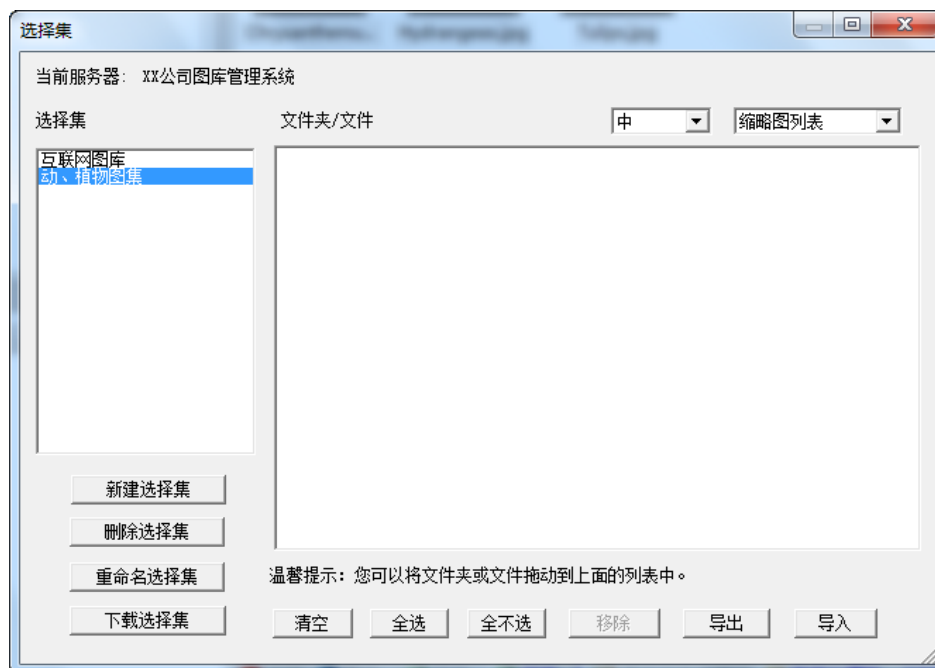 选择集
当前服务器: XX公司图库管理系统
选择集
文件夹/文件
中
缩略图列表
互联网图库
动、植物图集
新建选择集
删除选择集
重命名选择集
下载选择集
温馨提示：您可以将文件夹或文件拖动到上面的列表中。
清空
全选
全不选
移除
导出
导入